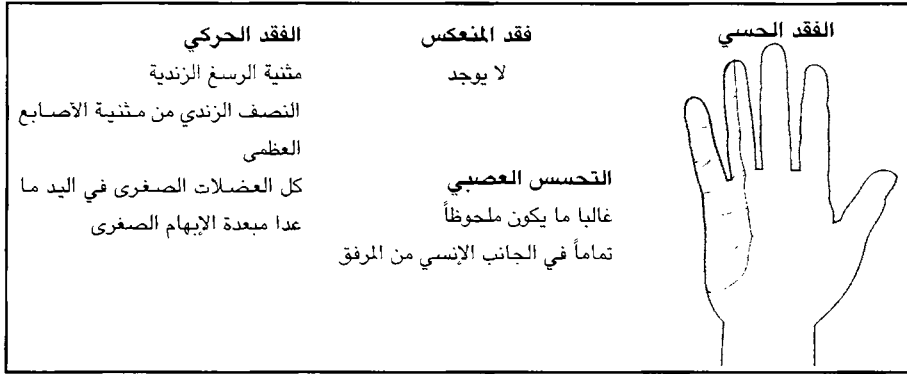 الفقد الحسي
فقد المنعكس
لا يوجد
التحسس العصبي
غالبا ما يكون ملحوظاً
تماماً في الجانب الإنسي من المرفق
الفقد الحركي
مثنية الرسغ الزندية
النصف الزندي من مثنية الأصابع
العظمى
كل العضلات الصغرى في اليد ما
عدا مبعدة الإبهام الصغرى